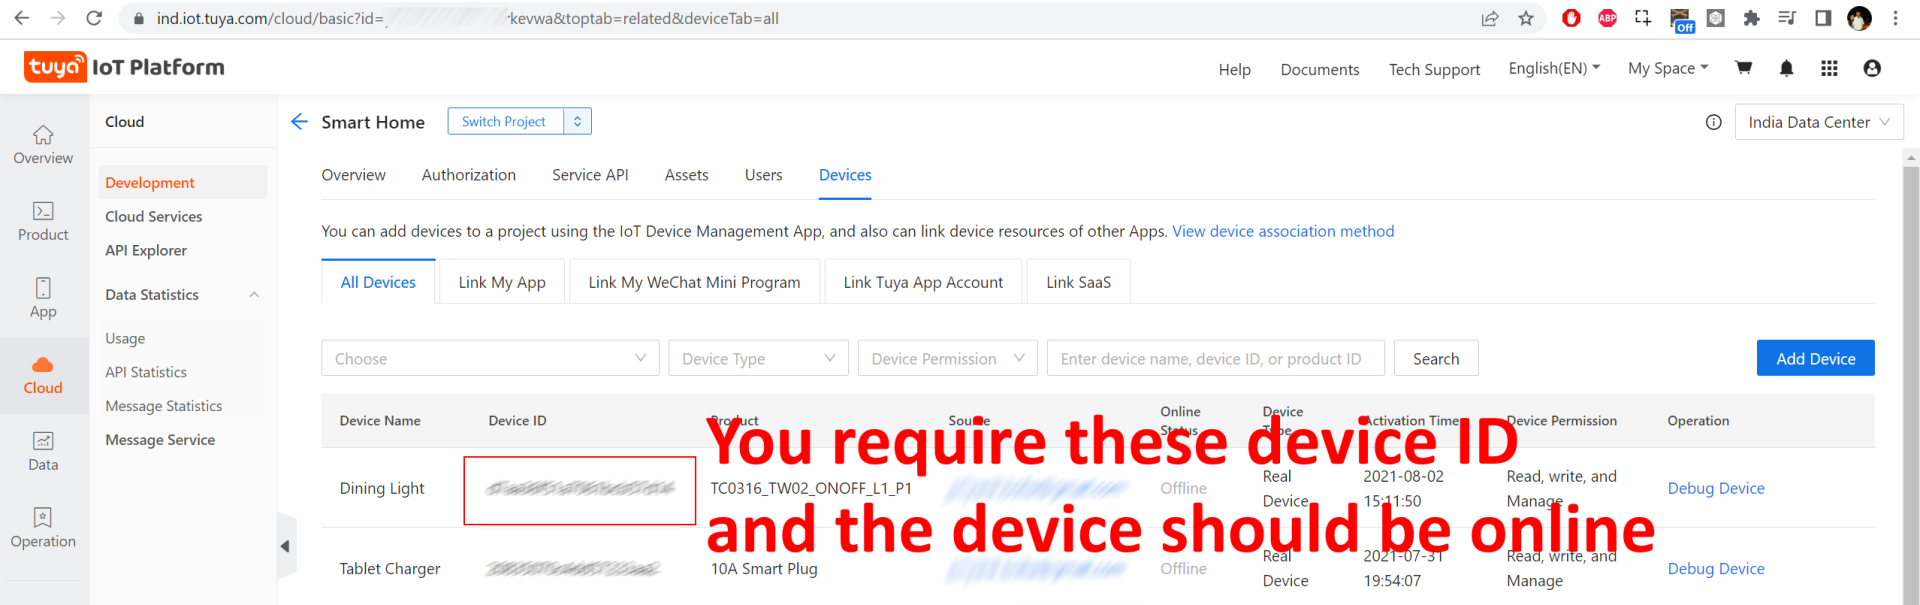 ind.iot.tuya.com/cloud/basic?id= rkevwa&toptab=related&deviceTab=all
ABP
Off
tuya IoT Platform
Help Documents Tech Support English(EN) My Space
Cloud
Smart Home Switch Project India Data Center
Overview
Product
App
Cloud
Data
Operation
Development
Cloud Services
API Explorer
Data Statistics
Usage
API Statistics
Message Statistics
Message Service
Overview Authorization Service API Assets Users Devices
You can add devices to a project using the IoT Device Management App, and also can link device resources of other Apps. View device association method
All Devices Link My App Link My WeChat Mini Program Link Tuya App Account Link SaaS
Choose Device Type Device Permission Enter device name, device ID, or product ID Search Add Device
Device Name Device ID Product Source Online Status Device Type Activation Time Device Permission Operation
Dining Light TC0316_TW02_ONOFF_L1_P1 Offline Real Device 2021-08-02 15:11:50 Read, write, and Manage Debug Device
Tablet Charger 10A Smart Plug Offline Real Device 2021-07-31 19:54:07 Read, write, and Manage Debug Device
You require these device ID
and the device should be online